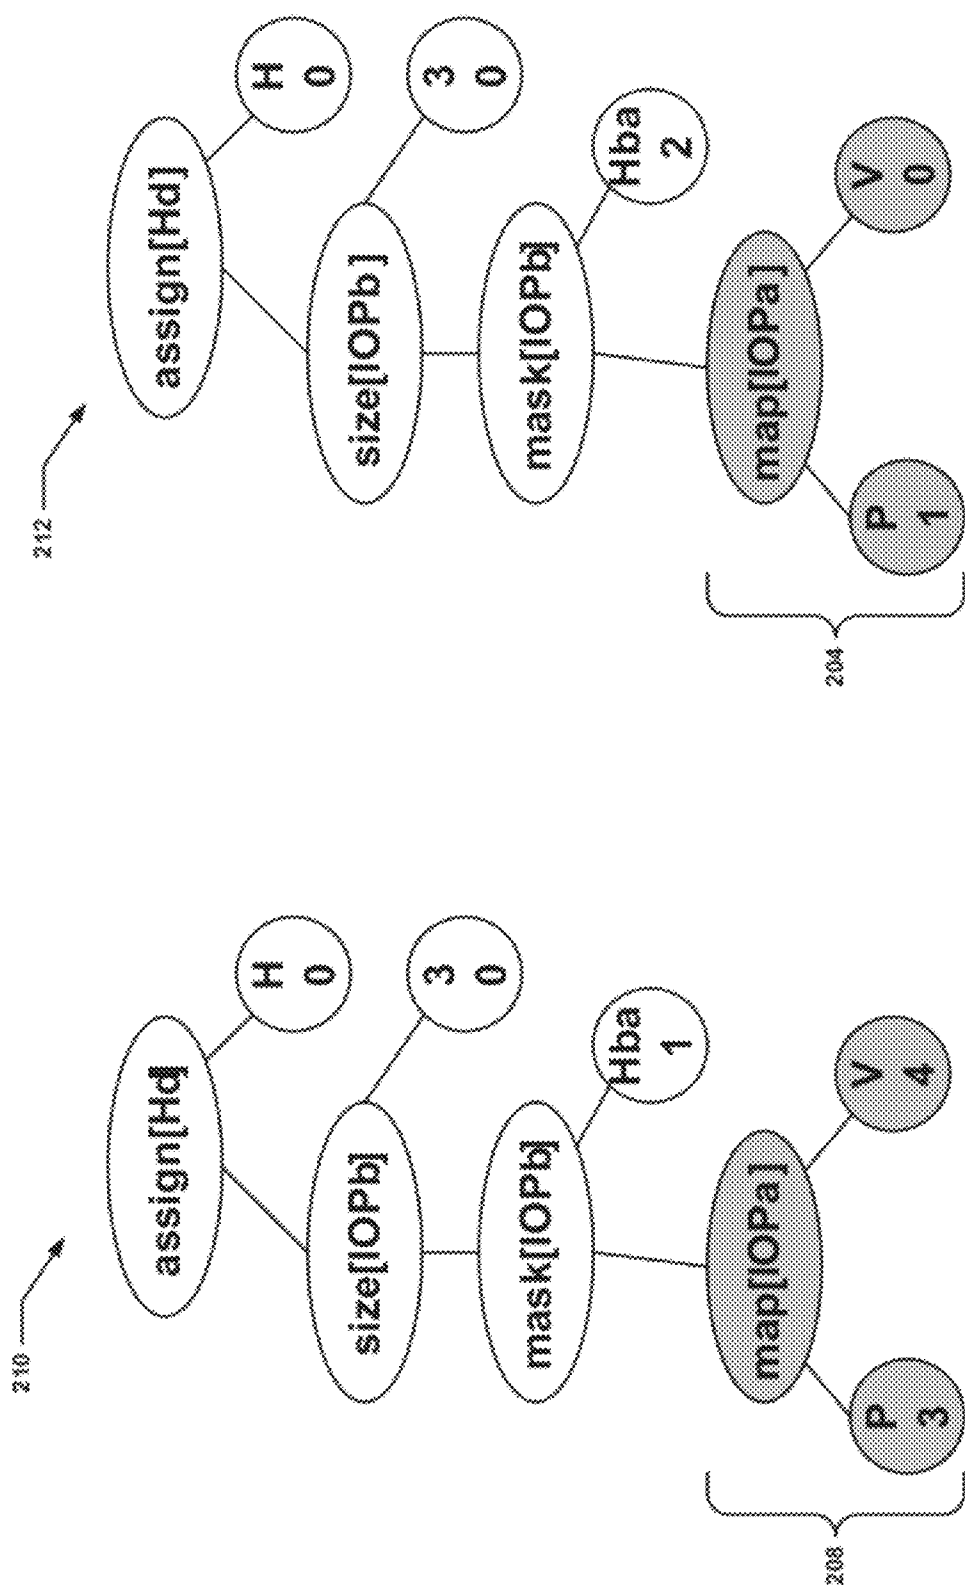 210
assign[Hd]
H
0
size[IOPb]
3
0
mask[IOPb]
Hba
1
map[IOPa]
208
P
3
V
4
212
assign[Hd]
H
0
size[IOPb]
3
0
mask[IOPb]
Hba
2
map[IOPa]
204
P
1
V
0